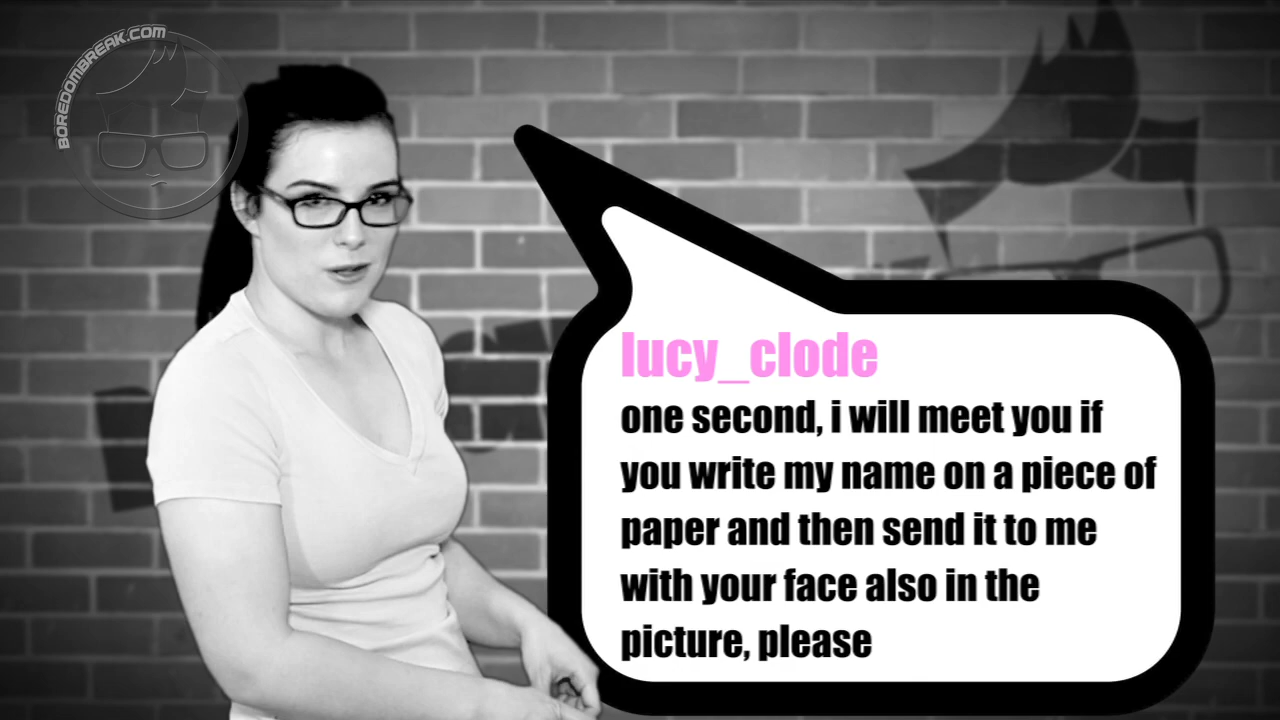 BOREDOMBREAK.COM
lucy_clode
one second, i will meet you if
you write my name on a piece of
paper and then send it to me
with your face also in the
picture, please